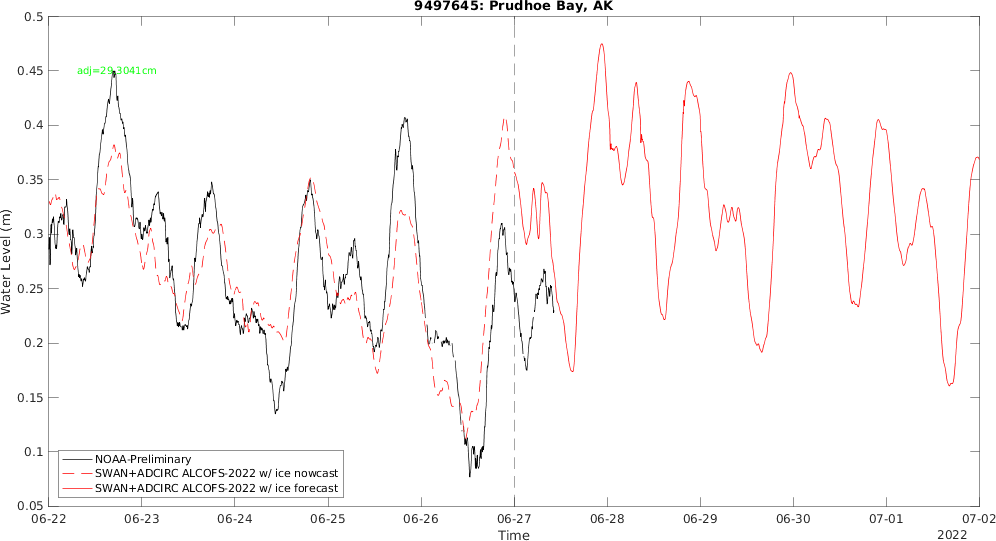 9497645: Prudhoe Bay, AK
0.5
0.45
0.4
0.35
0.3
0.25
0.2
0.15
0.1
0.05
Water Level (m)
adj=29.3041cm
NOAA-Preliminary
SWAN+ADCIRC ALCOFS-2022 w/ ice nowcast
SWAN+ADCIRC ALCOFS-2022 w/ ice forecast
06-22 06-23 06-24 06-25 06-26 06-27 06-28 06-29 06-30 07-01 07-02
Time
2022